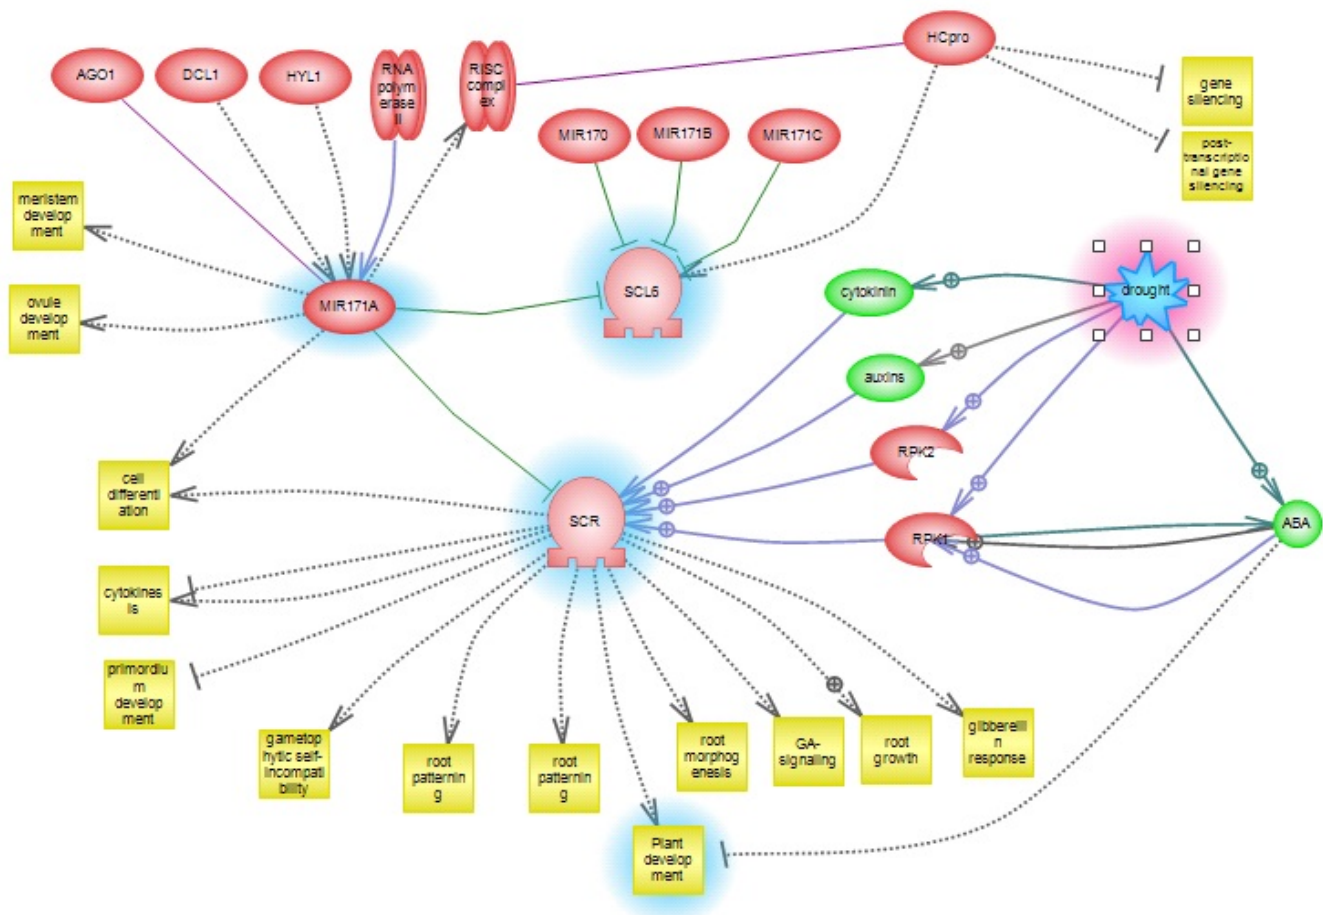 AGO1
DCL1
HYL1
RNA
polym
erase
II
RISC
compl
ex
HCpro
gene
silencing
MIR170
MIR171B
MIR171C
post-
transcriptio
nal gene
silencing
meristem
develop
ment
MIR171A
SCL6
cytokinin
drought
ovule
develop
ment
auxins
RPK2
cell
differenti
ation
SCR
RPK1
ABA
cytokines
is
primordiu
m
develop
ment
gametop
hytic self-
incompati
bility
root
patternin
g
root
patternin
g
root
morphog
enesis
GA-
signaling
root
growth
gibberelli
n
response
Plant
develop
ment